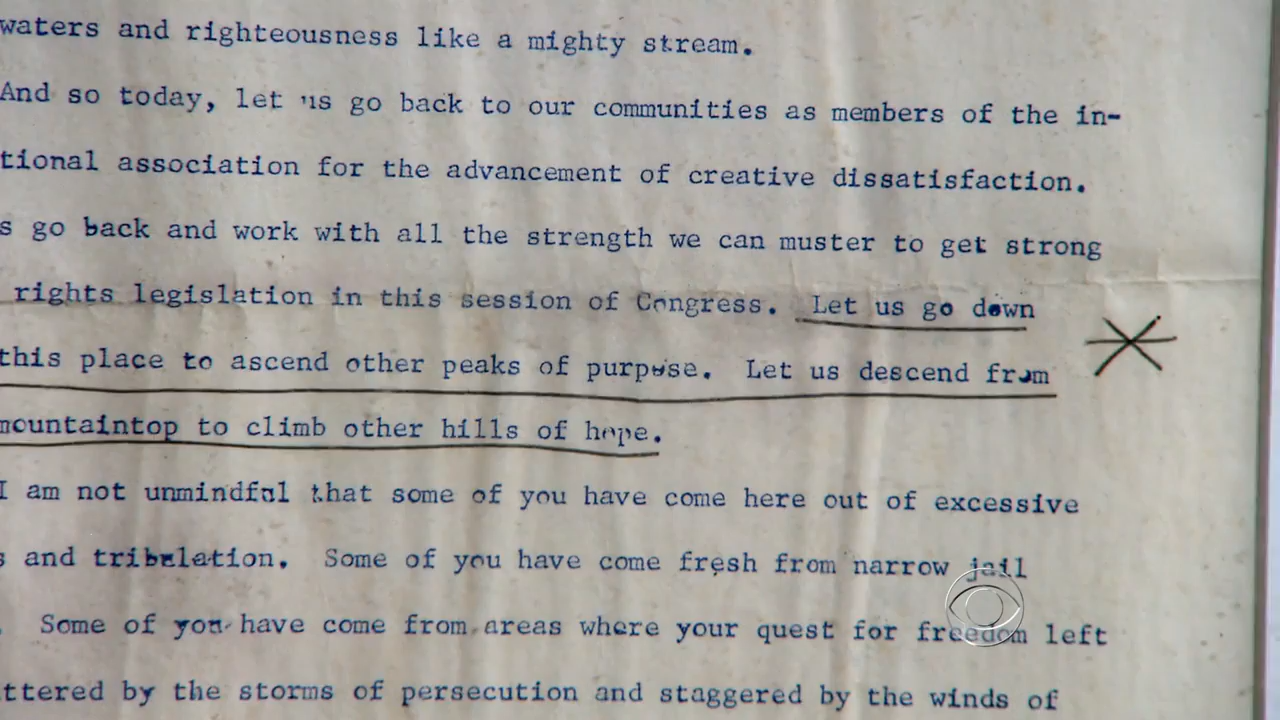 waters and righteousness like a mighty stream.
And so today, let us go back to our communities as members of the in-
tional association for the advancement of creative dissatisfaction.
s go back and work with all the strength we can muster to get strong
rights legislation in this session of Congress. Let us go down
this place to ascend other peaks of purpose. Let us descend from
mountaintop to climb other hills of hope.
I am not unmindful that some of you have come here out of excessive
s and tribulation. Some of you have come fresh from narrow jail
. Some of you have come from areas where your quest for freedom left
ttered by the storms of persecution and staggered by the winds of